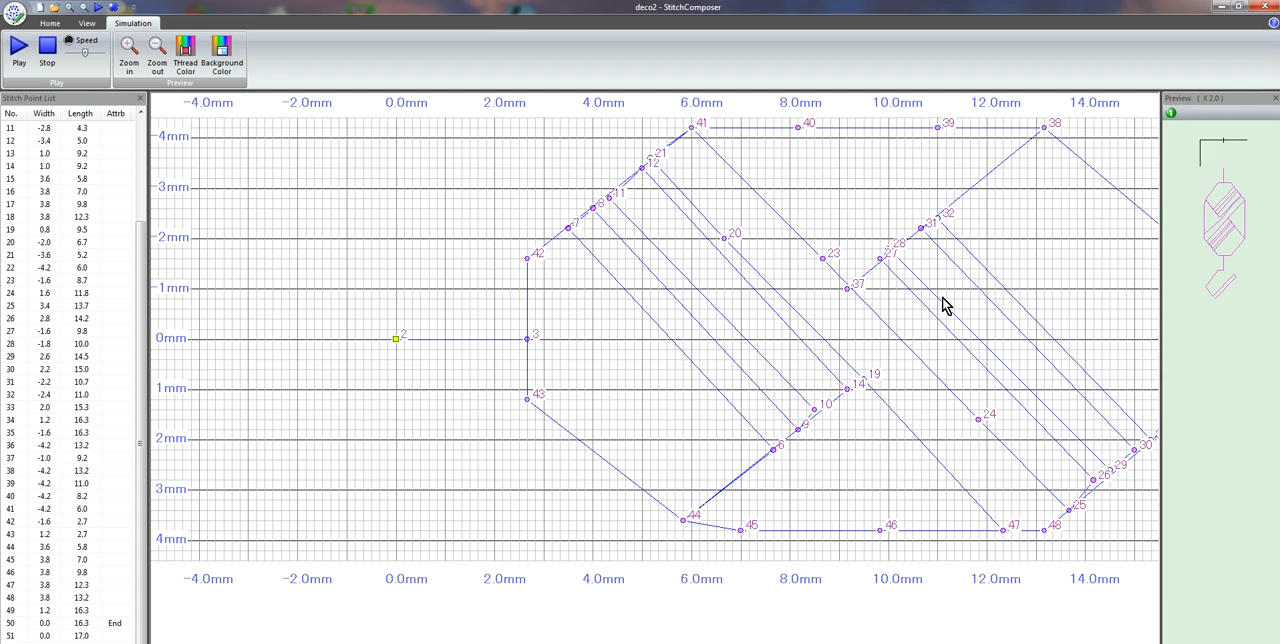 deco2 - StitchComposer
Home View Simulation
Speed
Play Stop Zoom in Zoom out THread Color Background Color
Play Preview
Stitch Point List
No. Width Length Attrb
11 -2.8 4.3
12 -3.4 5.0
13 1.0 9.2
14 1.0 9.2
15 3.6 5.8
16 3.8 7.0
17 3.8 9.8
18 3.8 12.3
19 0.8 9.5
20 -2.0 6.7
21 -3.6 5.2
22 -4.2 6.0
23 -1.6 8.7
24 1.6 11.8
25 3.4 13.7
26 2.8 14.2
27 -1.6 9.8
28 -1.8 10.0
29 2.6 14.5
30 2.2 15.0
31 -2.2 10.7
32 -2.4 11.0
33 2.0 15.3
34 1.2 16.3
35 -1.6 16.3
36 -4.2 13.2
37 -1.0 9.2
38 -4.2 13.2
39 -4.2 11.0
40 -4.2 8.2
41 -4.2 6.0
42 -1.6 2.7
43 1.2 2.7
44 3.6 5.8
45 3.8 7.0
46 3.8 9.8
47 3.8 12.3
48 3.8 13.2
49 1.2 16.3
50 0.0 16.3 End
51 0.0 17.0
-4.0mm -2.0mm 0.0mm 2.0mm 4.0mm 6.0mm 8.0mm 10.0mm 12.0mm 14.0mm
41 40 39 38
-4mm
21
12
-3mm
11
8 32
7 31
-2mm 20
28
42 23 27
-1mm 37
0mm 2 3
19
1mm 43 14
10
24
2mm 9
6 30
29
26
3mm
44 25
45 46 47 48
4mm
-4.0mm -2.0mm 0.0mm 2.0mm 4.0mm 6.0mm 8.0mm 10.0mm 12.0mm 14.0mm
Preview ( X 2.0 )
1